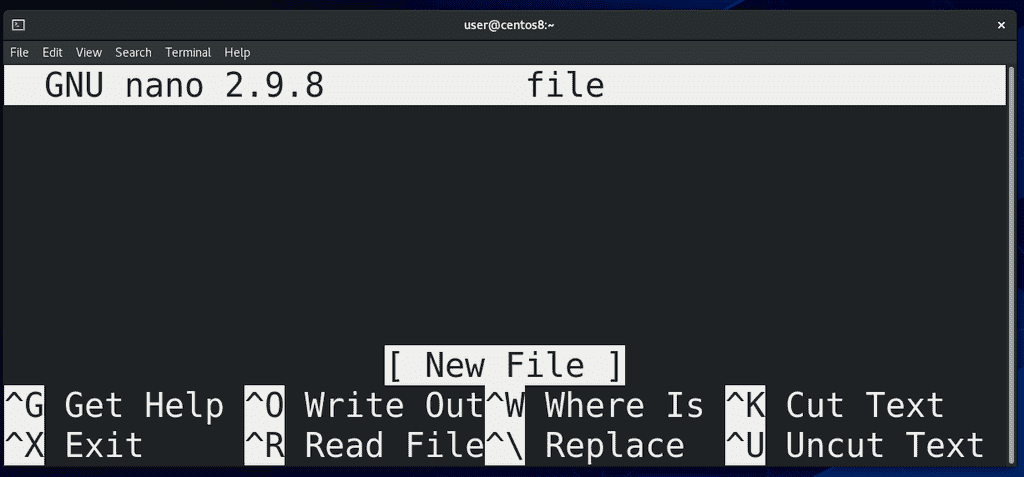 user@centos8:~
File Edit View Search Terminal Help
GNU nano 2.9.8 file
[ New File ]
^G Get Help ^O Write Out ^W Where Is ^K Cut Text
^X Exit ^R Read File ^\ Replace ^U Uncut Text